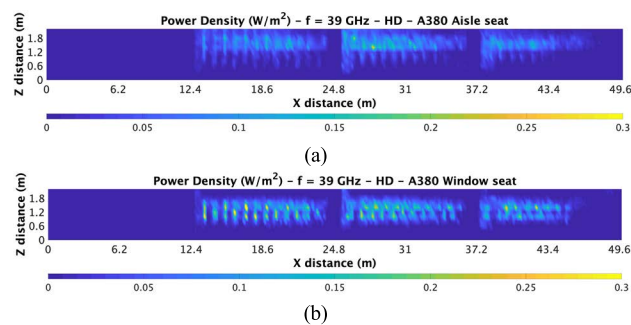 Power Density (W/m²) – f = 39 GHz – HD – A380 Aisle seat
Z distance (m)
1.8
1.2
0.6
0
0 6.2 12.4 18.6 24.8 31 37.2 43.4 49.6
X distance (m)
0 0.05 0.1 0.15 0.2 0.25 0.3
(a)
Power Density (W/m²) – f = 39 GHz – HD – A380 Window seat
Z distance (m)
1.8
1.2
0.6
0
0 6.2 12.4 18.6 24.8 31 37.2 43.4 49.6
X distance (m)
0 0.05 0.1 0.15 0.2 0.25 0.3
(b)